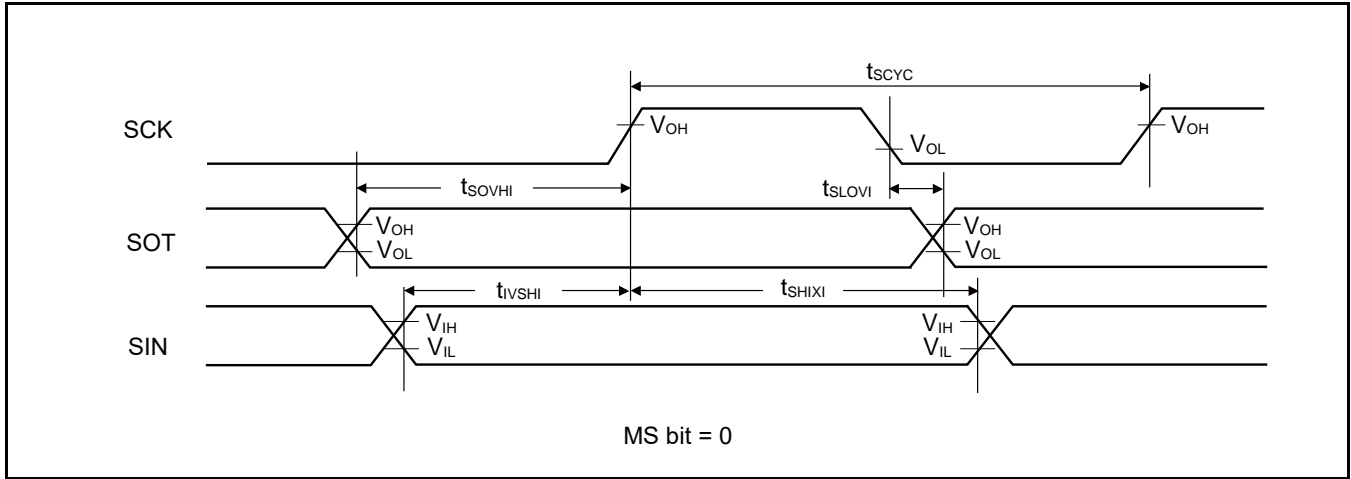 tSCYC
SCK
VOH
VOL
VOH
tSOVHI
tSLOVI
SOT
VOH
VOL
VOH
VOL
tIVSHI
tSHIXI
SIN
VIH
VIL
VIH
VIL
MS bit = 0